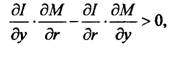 ∂I/∂y · ∂M/∂r − ∂I/∂r · ∂M/∂y > 0,